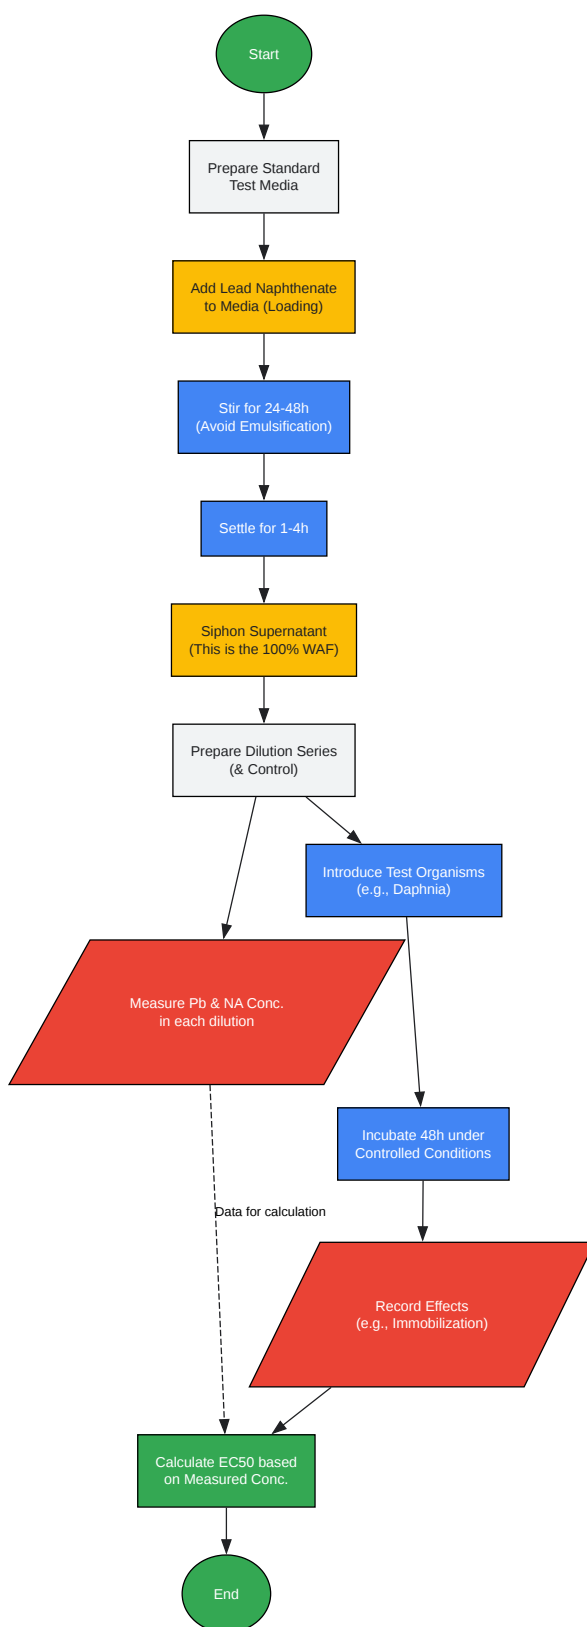 Start
Prepare Standard
Test Media
Add Lead Naphthenate
to Media (Loading)
Stir for 24-48h
(Avoid Emulsification)
Settle for 1-4h
Siphon Supernatant
(This is the 100% WAF)
Prepare Dilution Series
(& Control)
Introduce Test Organisms
(e.g., Daphnia)
Measure Pb & NA Conc.
in each dilution
Incubate 48h under
Controlled Conditions
Data for calculation
Record Effects
(e.g., Immobilization)
Calculate EC50 based
on Measured Conc.
End